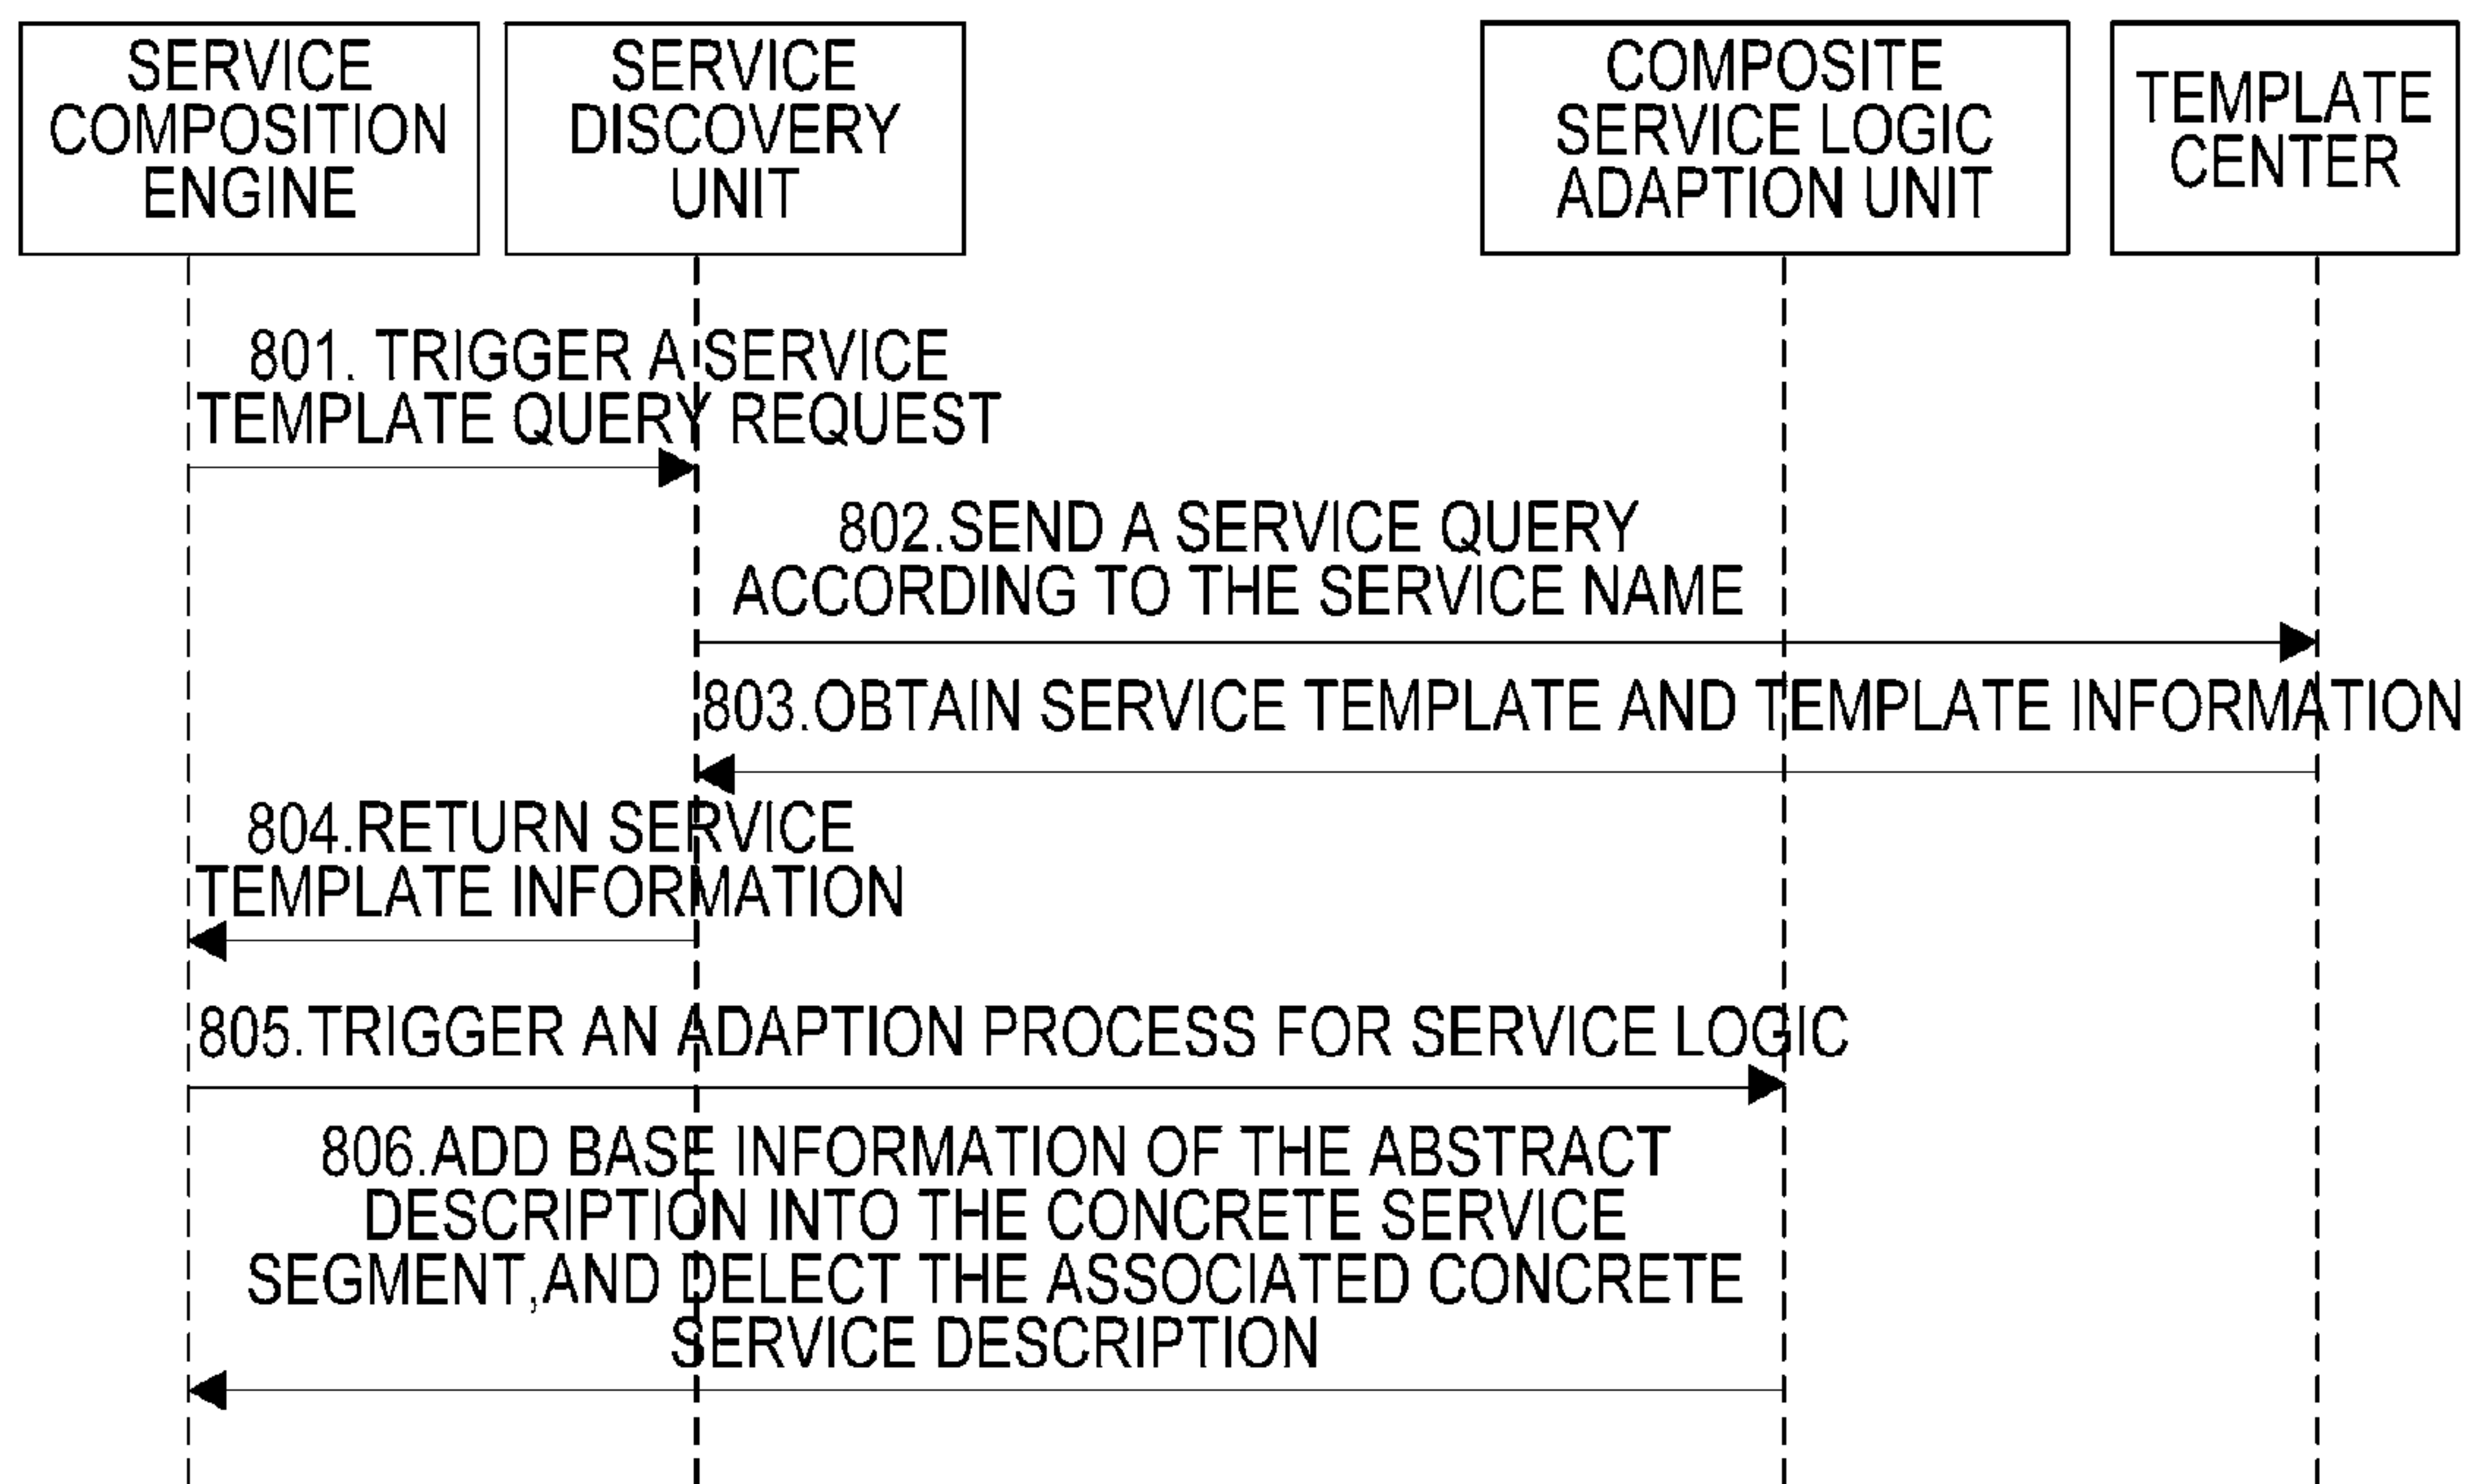 SERVICE
COMPOSITION
ENGINE
SERVICE
DISCOVERY
UNIT
COMPOSITE
SERVICE LOGIC
ADAPTION UNIT
TEMPLATE
CENTER
801. TRIGGER A SERVICE
TEMPLATE QUERY REQUEST
802.SEND A SERVICE QUERY
ACCORDING TO THE SERVICE NAME
803.OBTAIN SERVICE TEMPLATE AND TEMPLATE INFORMATION
804.RETURN SERVICE
TEMPLATE INFORMATION
805.TRIGGER AN ADAPTION PROCESS FOR SERVICE LOGIC
806.ADD BASE INFORMATION OF THE ABSTRACT
DESCRIPTION INTO THE CONCRETE SERVICE
SEGMENT,AND DELECT THE ASSOCIATED CONCRETE
SERVICE DESCRIPTION